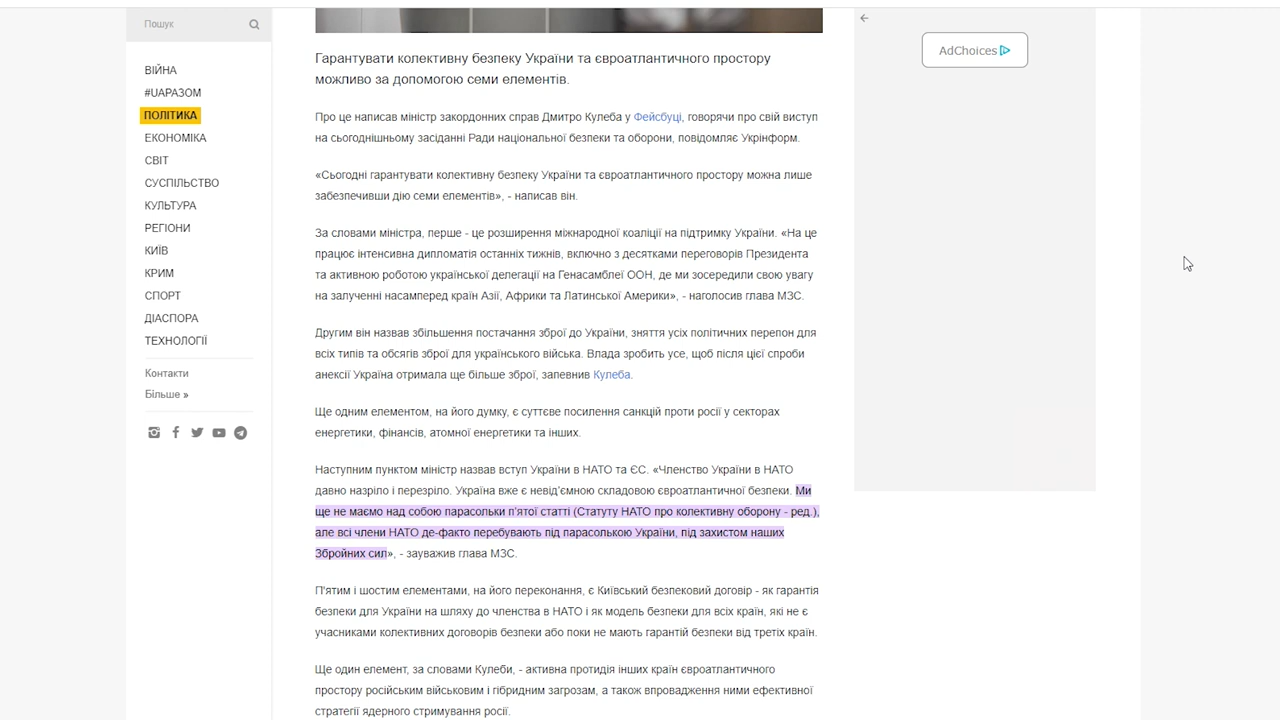 Пошук
ВІЙНА
#UAРАЗОМ
ПОЛІТИКА
ЕКОНОМІКА
СВІТ
СУСПІЛЬСТВО
КУЛЬТУРА
РЕГІОНИ
КИЇВ
КРИМ
СПОРТ
ДІАСПОРА
ТЕХНОЛОГІЇ
Контакти
Більше »
Гарантувати колективну безпеку України та євроатлантичного простору
можливо за допомогою семи елементів.
Про це написав міністр закордонних справ Дмитро Кулеба у Фейсбуці, говорячи про свій виступ
на сьогоднішньому засіданні Ради національної безпеки та оборони, повідомляє Укрінформ.
«Сьогодні гарантувати колективну безпеку України та євроатлантичного простору можна лише
забезпечивши дію семи елементів», - написав він.
За словами міністра, перше - це розширення міжнародної коаліції на підтримку України. «На це
працює інтенсивна дипломатія останніх тижнів, включно з десятками переговорів Президента
та активною роботою української делегації на Генасамблеї ООН, де ми зосередили свою увагу
на залученні насамперед країн Азії, Африки та Латинської Америки», - наголосив глава МЗС.
Другим він назвав збільшення постачання зброї до України, зняття усіх політичних перепон для
всіх типів та обсягів зброї для українського війська. Влада зробить усе, щоб після цієї спроби
анексії Україна отримала ще більше зброї, запевнив Кулеба.
Ще одним елементом, на його думку, є суттєве посилення санкцій проти росії у секторах
енергетики, фінансів, атомної енергетики та інших.
Наступним пунктом міністр назвав вступ України в НАТО та ЄС. «Членство України в НАТО
давно назріло і перезріло. Україна вже є невід’ємною складовою євроатлантичної безпеки. Ми
ще не маємо над собою парасольки п’ятої статті (Статуту НАТО про колективну оборону - ред.),
але всі члени НАТО де-факто перебувають під парасолькою України, під захистом наших
Збройних сил», - зауважив глава МЗС.
П'ятим і шостим елементами, на його переконання, є Київський безпековий договір - як гарантія
безпеки для України на шляху до членства в НАТО і як модель безпеки для всіх країн, які не є
учасниками колективних договорів безпеки або поки не мають гарантій безпеки від третіх країн.
Ще один елемент, за словами Кулеби, - активна протидія інших країн євроатлантичного
простору російським військовим і гібридним загрозам, а також впровадження ними ефективної
стратегії ядерного стримування росії.
AdChoices